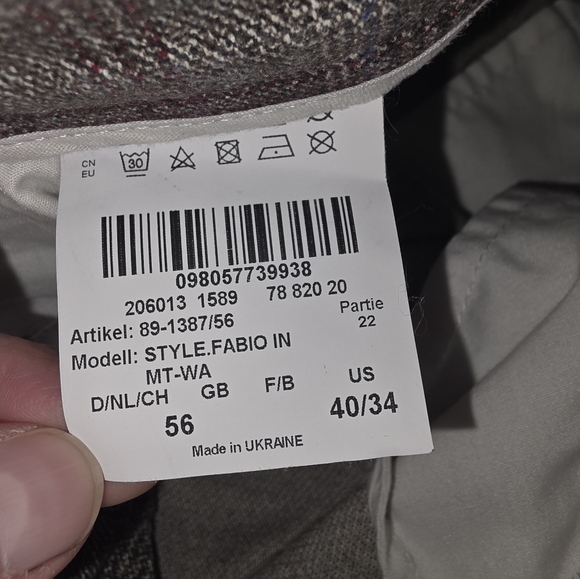 CN
EU
30
098057739938
206013 1589 78 820 20
Artikel: 89-1387/56
Partie
22
Modell: STYLE.FABIO IN
MT-WA
D/NL/CH GB F/B US
56 40/34
Made in UKRAINE